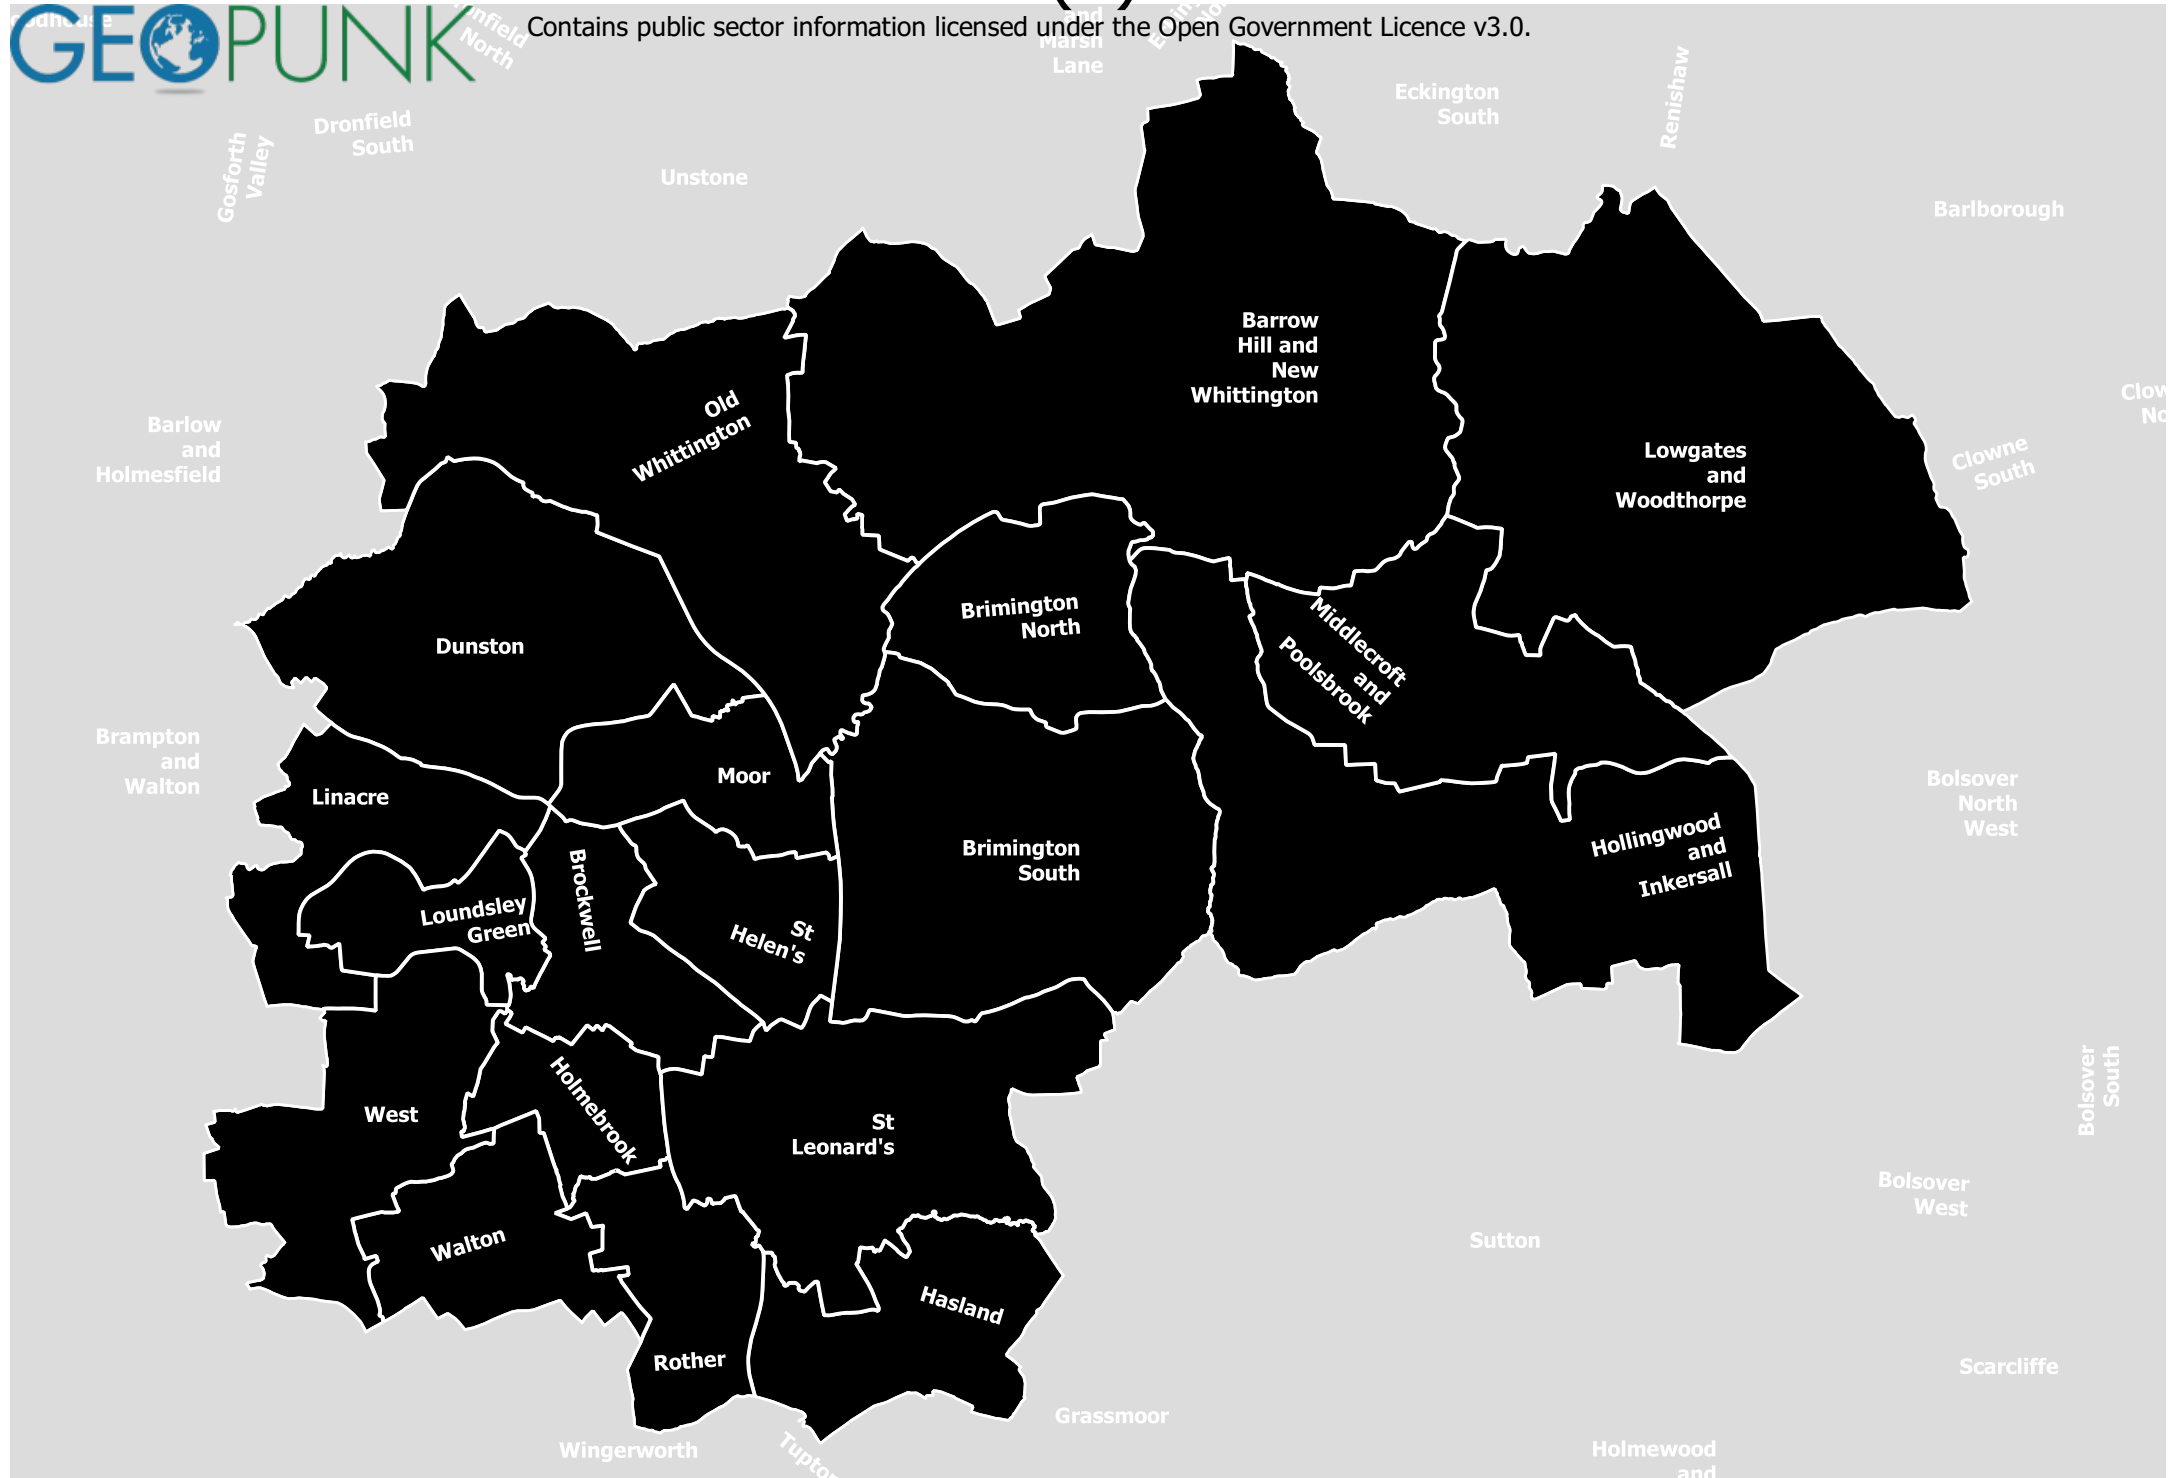 GEOPUNK
Contains public sector information licensed under the Open Government Licence v3.0.
North
and
Marsh
Lane
Eckington
South
Renishaw
Dronfield
South
Gosforth
Valley
Unstone
Barlborough
Barrow
Hill and
New
Whittington
Old
Whittington
Barlow
and
Holmesfield
Lowgates
and
Woodthorpe
Clowne
South
Brimington
North
Middlecroft
and
Poolsbrook
Dunston
Brampton
and
Walton
Linacre
Moor
Bolsover
North
West
Hollingwood
and
Inkersall
Brimington
South
Brockwell
Loundsley
Green
St
Helen's
Bolsover
South
Holmebrook
West
St
Leonard's
Bolsover
West
Walton
Sutton
Hasland
Rother
Scarcliffe
Grassmoor
Wingerworth
Holmewood
and